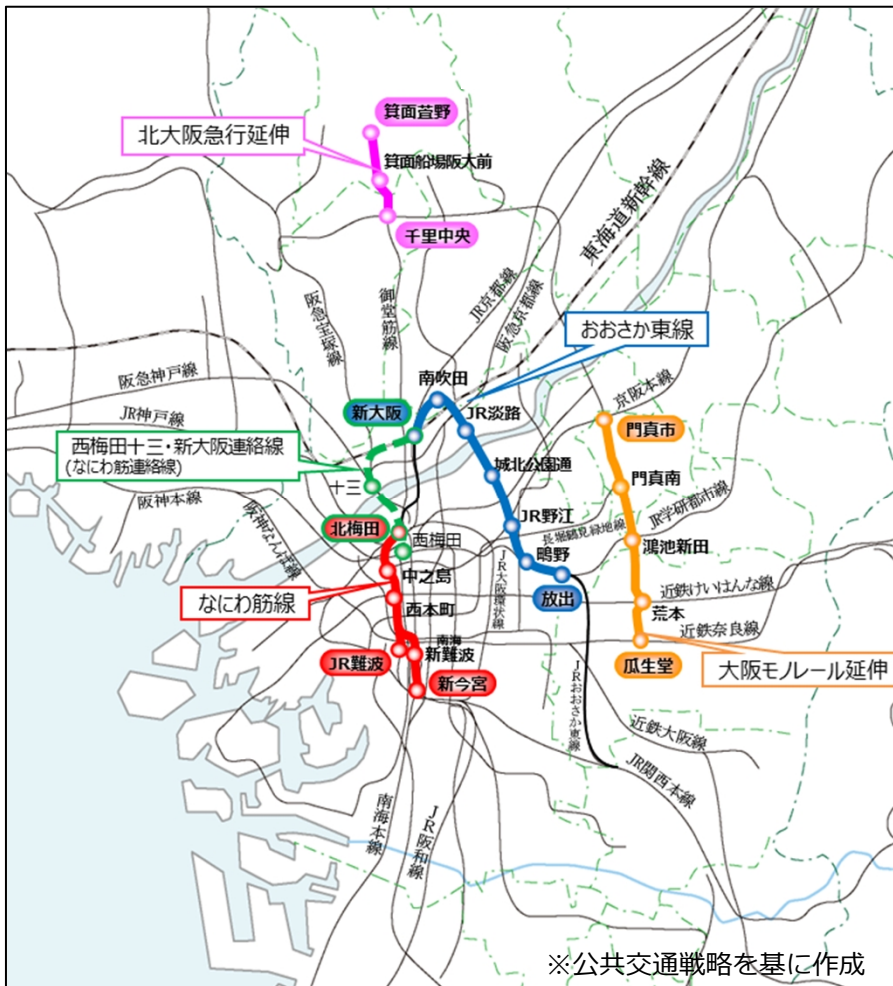 箕面萱野
北大阪急行延伸
箕面船場阪大前
千里中央
東海道新幹線
JR京都線
阪急京都線
御堂筋線
阪急宝塚線
おおさか東線
南吹田
阪急神戸線
京阪本線
新大阪
JR淡路
JR神戸線
門真市
西梅田十三・新大阪連絡線
(なにわ筋連絡線)
城北公園通
十三
門真南
阪神本線
JR学研都市線
阪神なんば線
北梅田
JR野江
長堀鶴見緑地線
鴻池新田
西梅田
鴫野
JR大阪環状線
中之島
放出
近鉄けいはんな線
なにわ筋線
西本町
荒本
近鉄奈良線
南海
新難波
JR難波
瓜生堂
大阪モノレール延伸
新今宮
JRおおさか東線
近鉄大阪線
JR関西本線
南海本線
JR阪和線
※公共交通戦略を基に作成